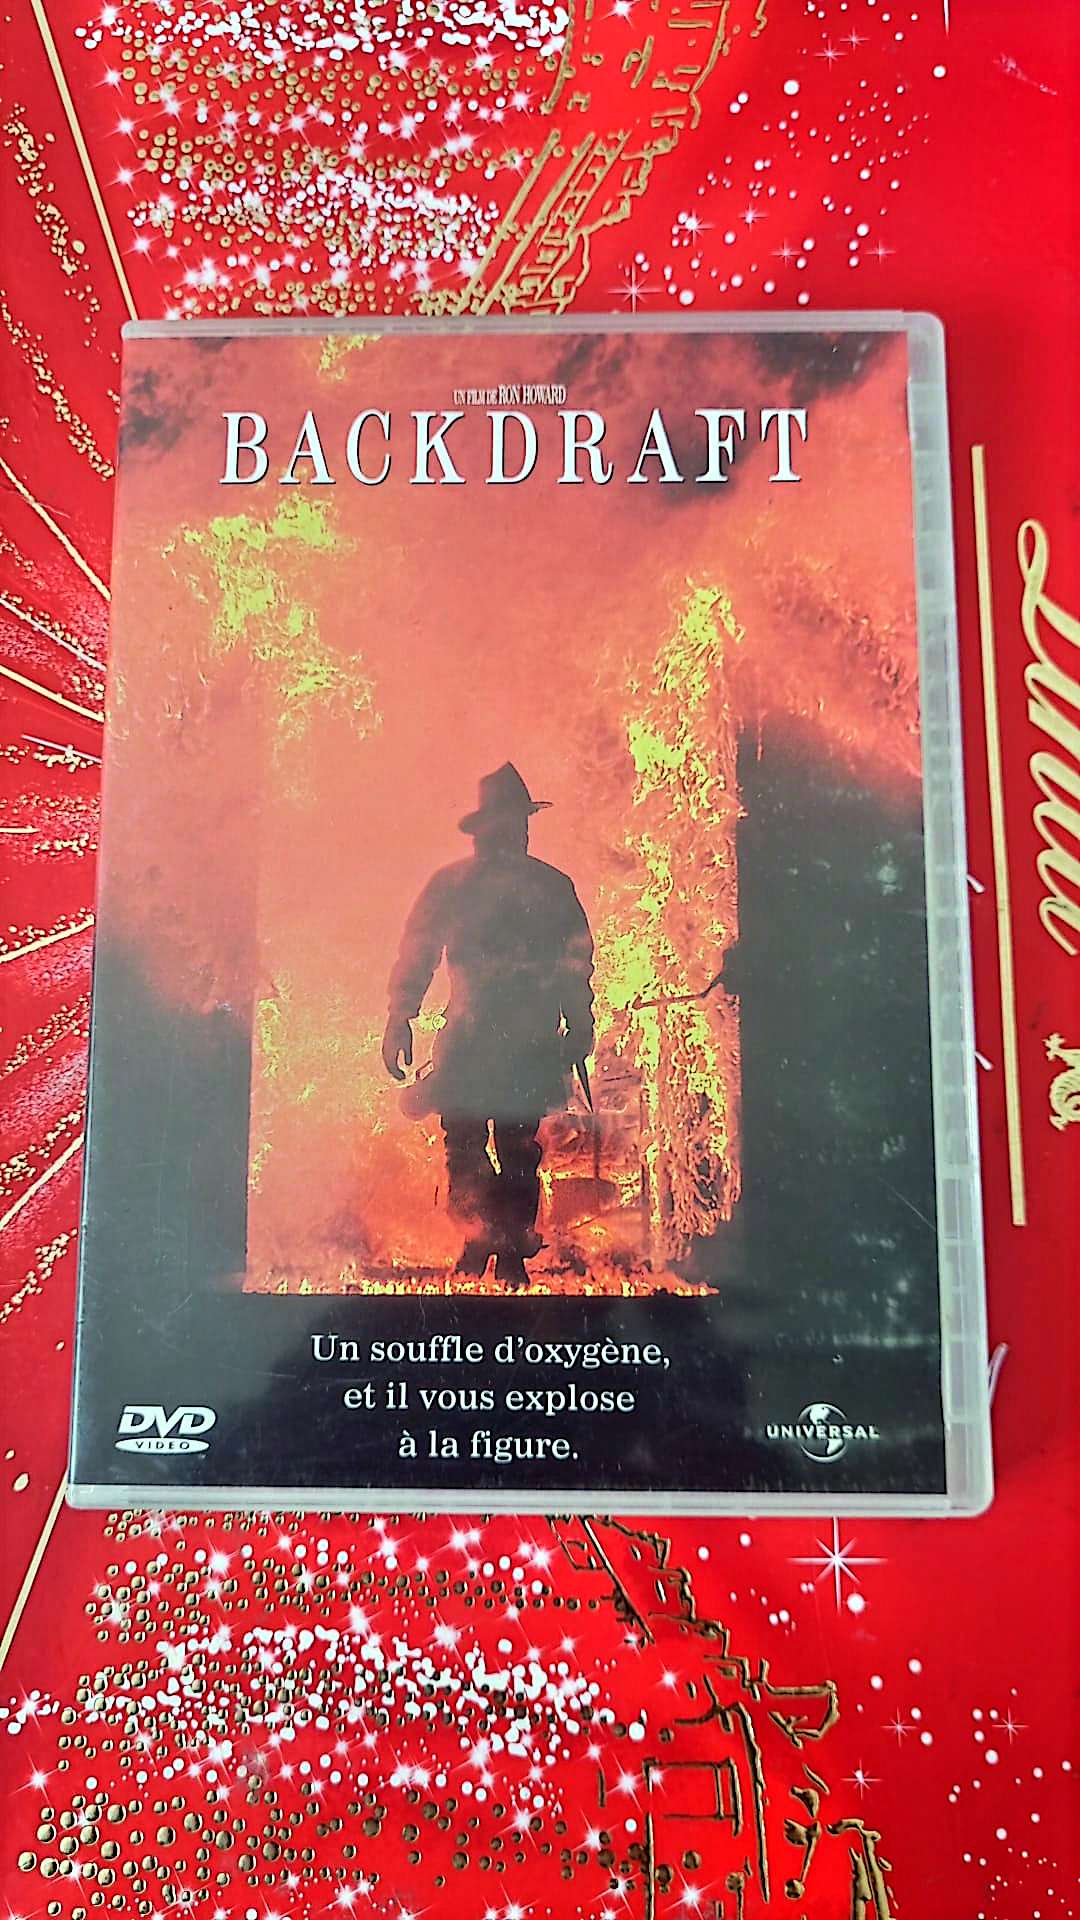 UN FILM DE RON HOWARD
BACKDRAFT
Un souffle d'oxygène,
et il vous explose
à la figure.
DVD
VIDEO
UNIVERSAL